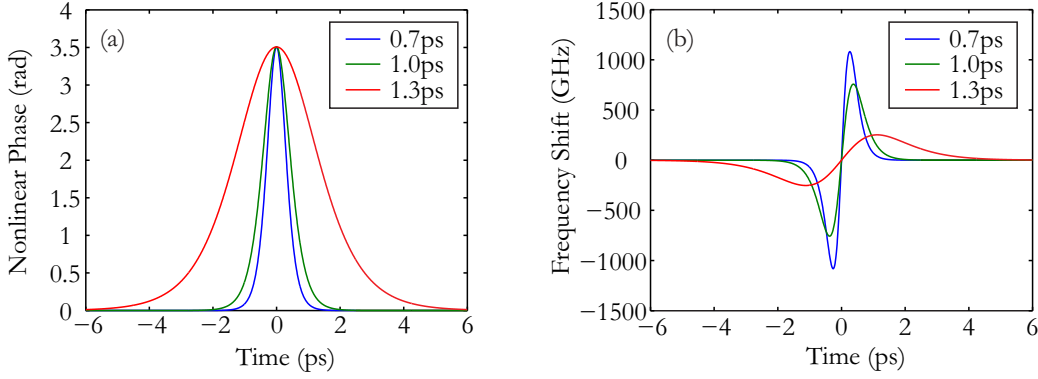 (a)
0.7ps
1.0ps
1.3ps
Nonlinear Phase (rad)
4
3.5
3
2.5
2
1.5
1
0.5
0
−6
−4
−2
0
2
4
6
Time (ps)
(b)
0.7ps
1.0ps
1.3ps
Frequency Shift (GHz)
1500
1000
500
0
−500
−1000
−1500
−6
−4
−2
0
2
4
6
Time (ps)